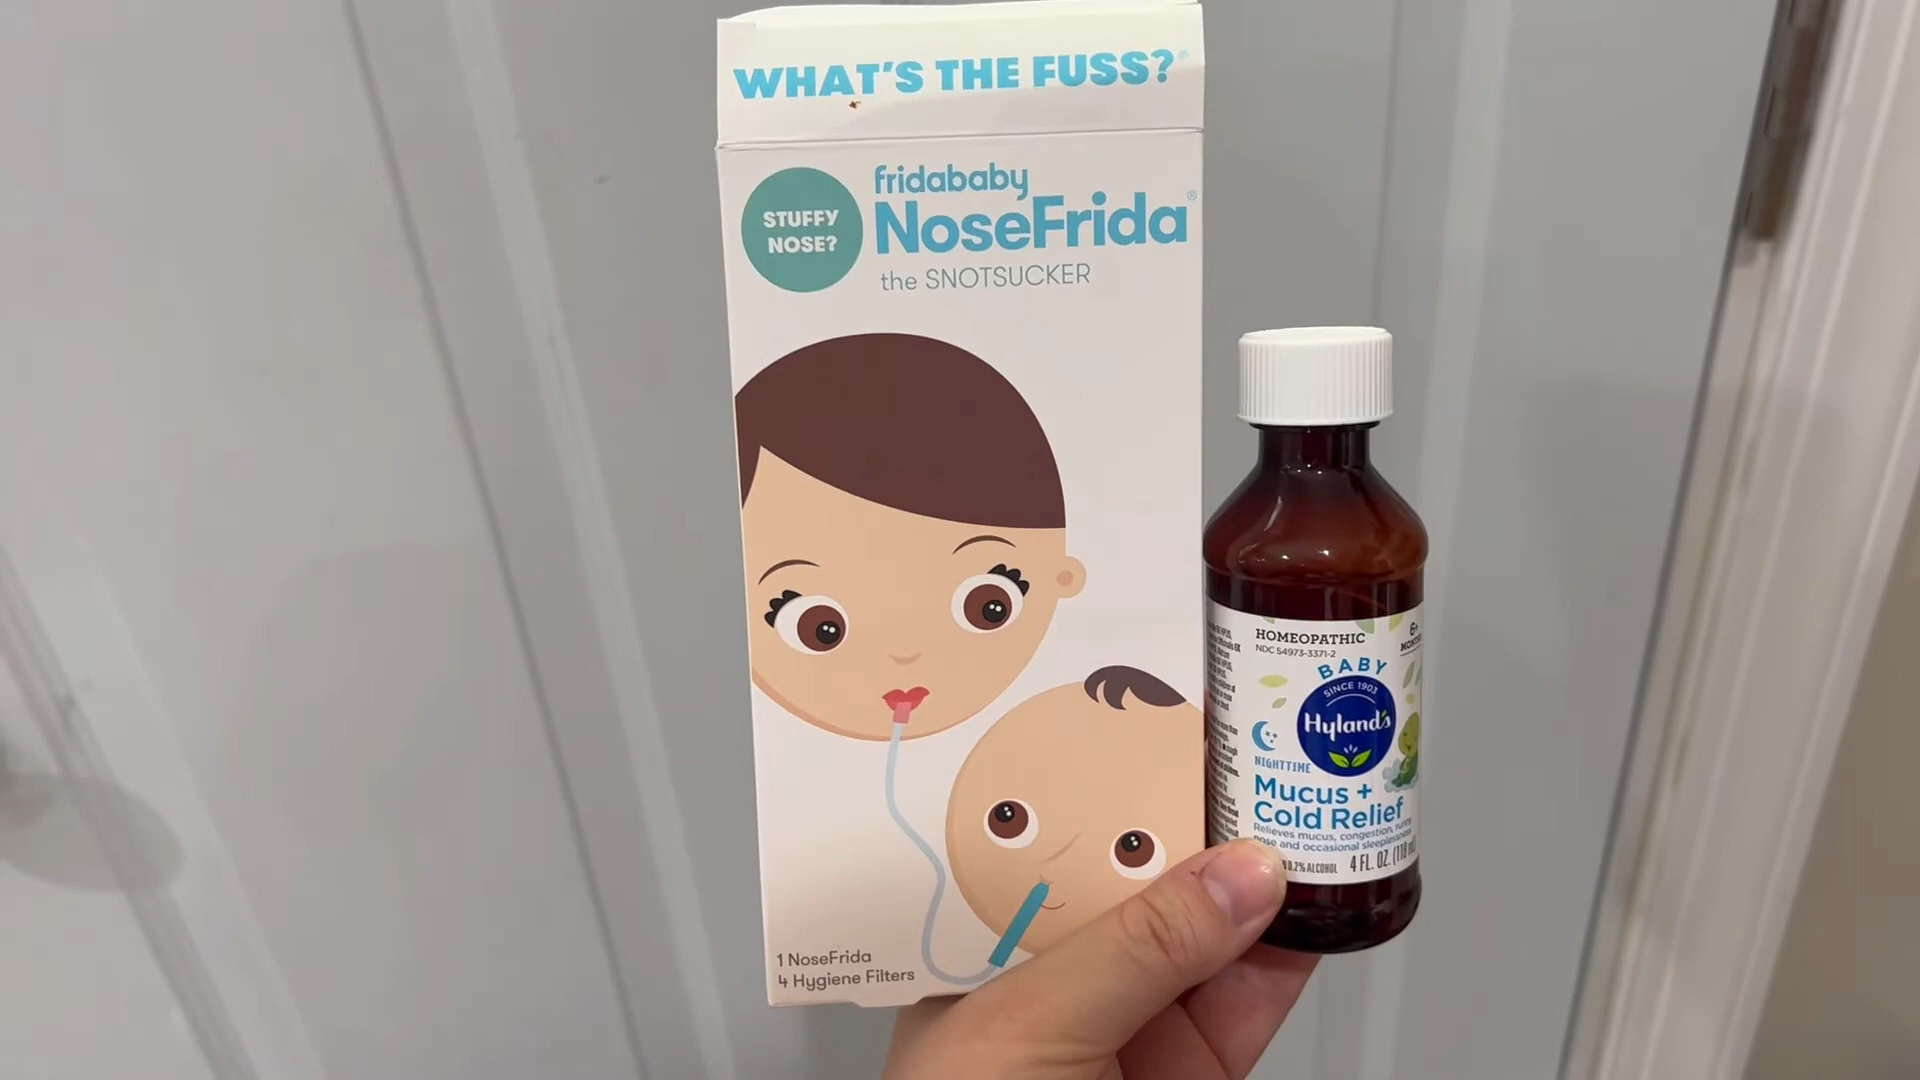 WHAT'S THE FUSS?®
STUFFY
NOSE?
fridababy
NoseFrida®
the SNOTSUCKER
1 NoseFrida
4 Hygiene Filters
HOMEOPATHIC
NDC 54973-3371-2
6+
BABY
SINCE 1903
Hyland's
NIGHTTIME
Mucus +
Cold Relief
Relieves mucus, congestion, runny
nose and occasional sleeplessness
0.2% ALCOHOL
4 FL. OZ. (118 ml)